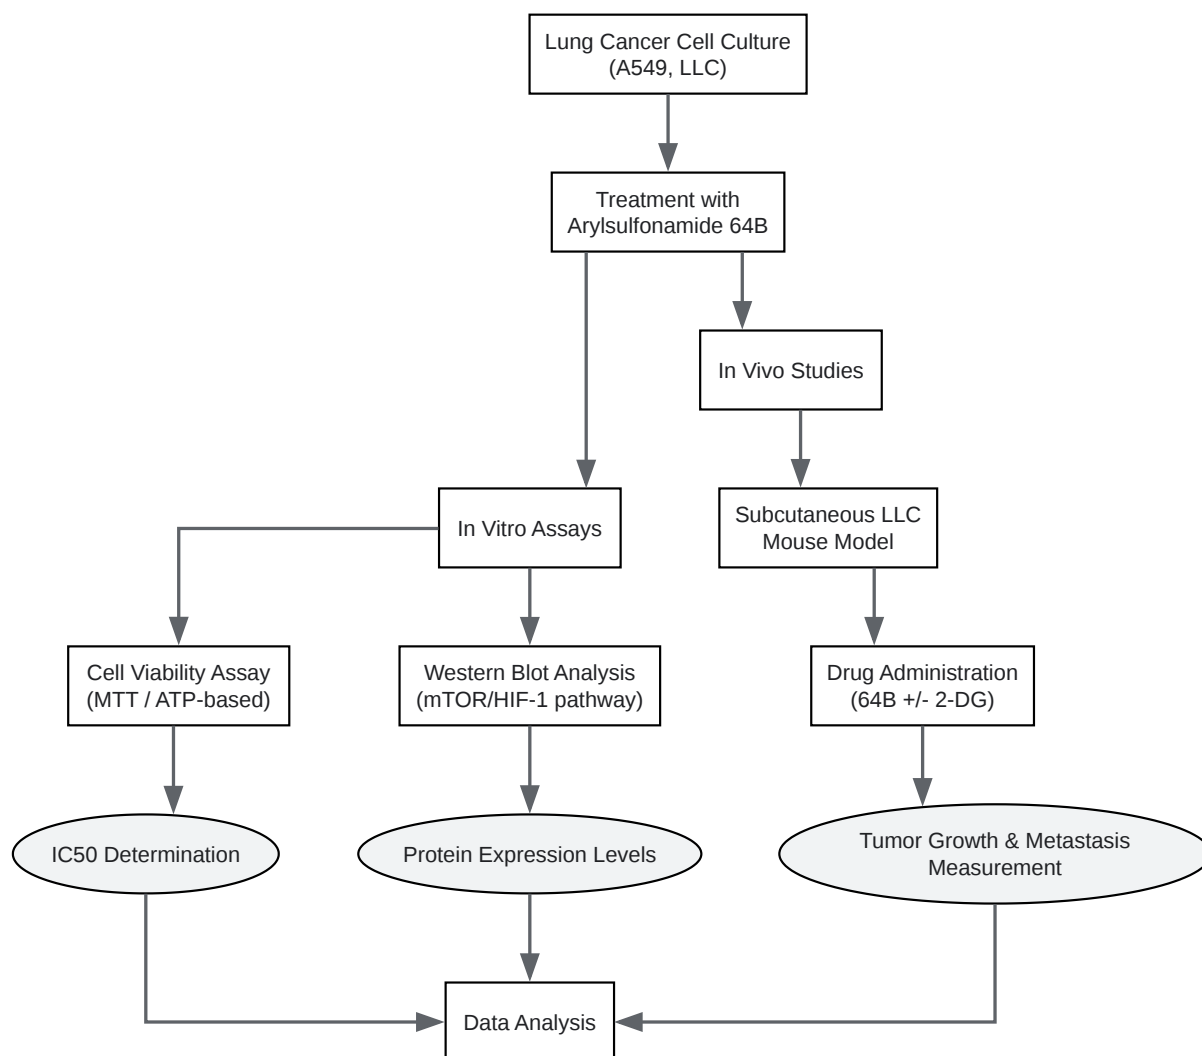 Lung Cancer Cell Culture
(A549, LLC)
Treatment with
Arylsulfonamide 64B
In Vivo Studies
In Vitro Assays
Subcutaneous LLC
Mouse Model
Cell Viability Assay
(MTT / ATP-based)
Western Blot Analysis
(mTOR/HIF-1 pathway)
Drug Administration
(64B +/- 2-DG)
IC50 Determination
Protein Expression Levels
Tumor Growth & Metastasis
Measurement
Data Analysis